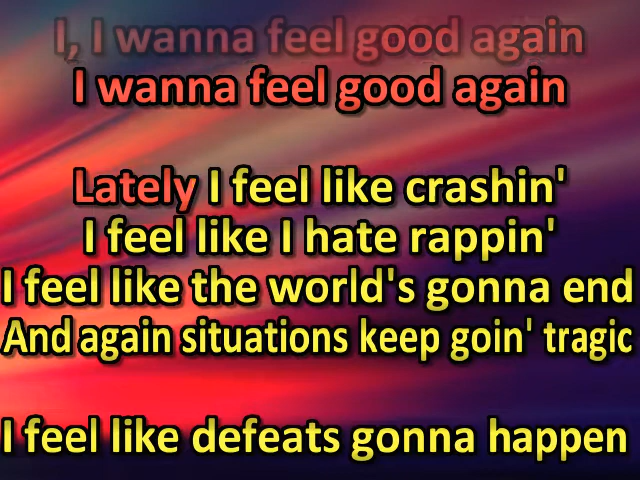 I, I wanna feel good again
I wanna feel good again
Lately I feel like crashin'
I feel like I hate rappin'
I feel like the world's gonna end
And again situations keep goin' tragic
I feel like defeats gonna happen